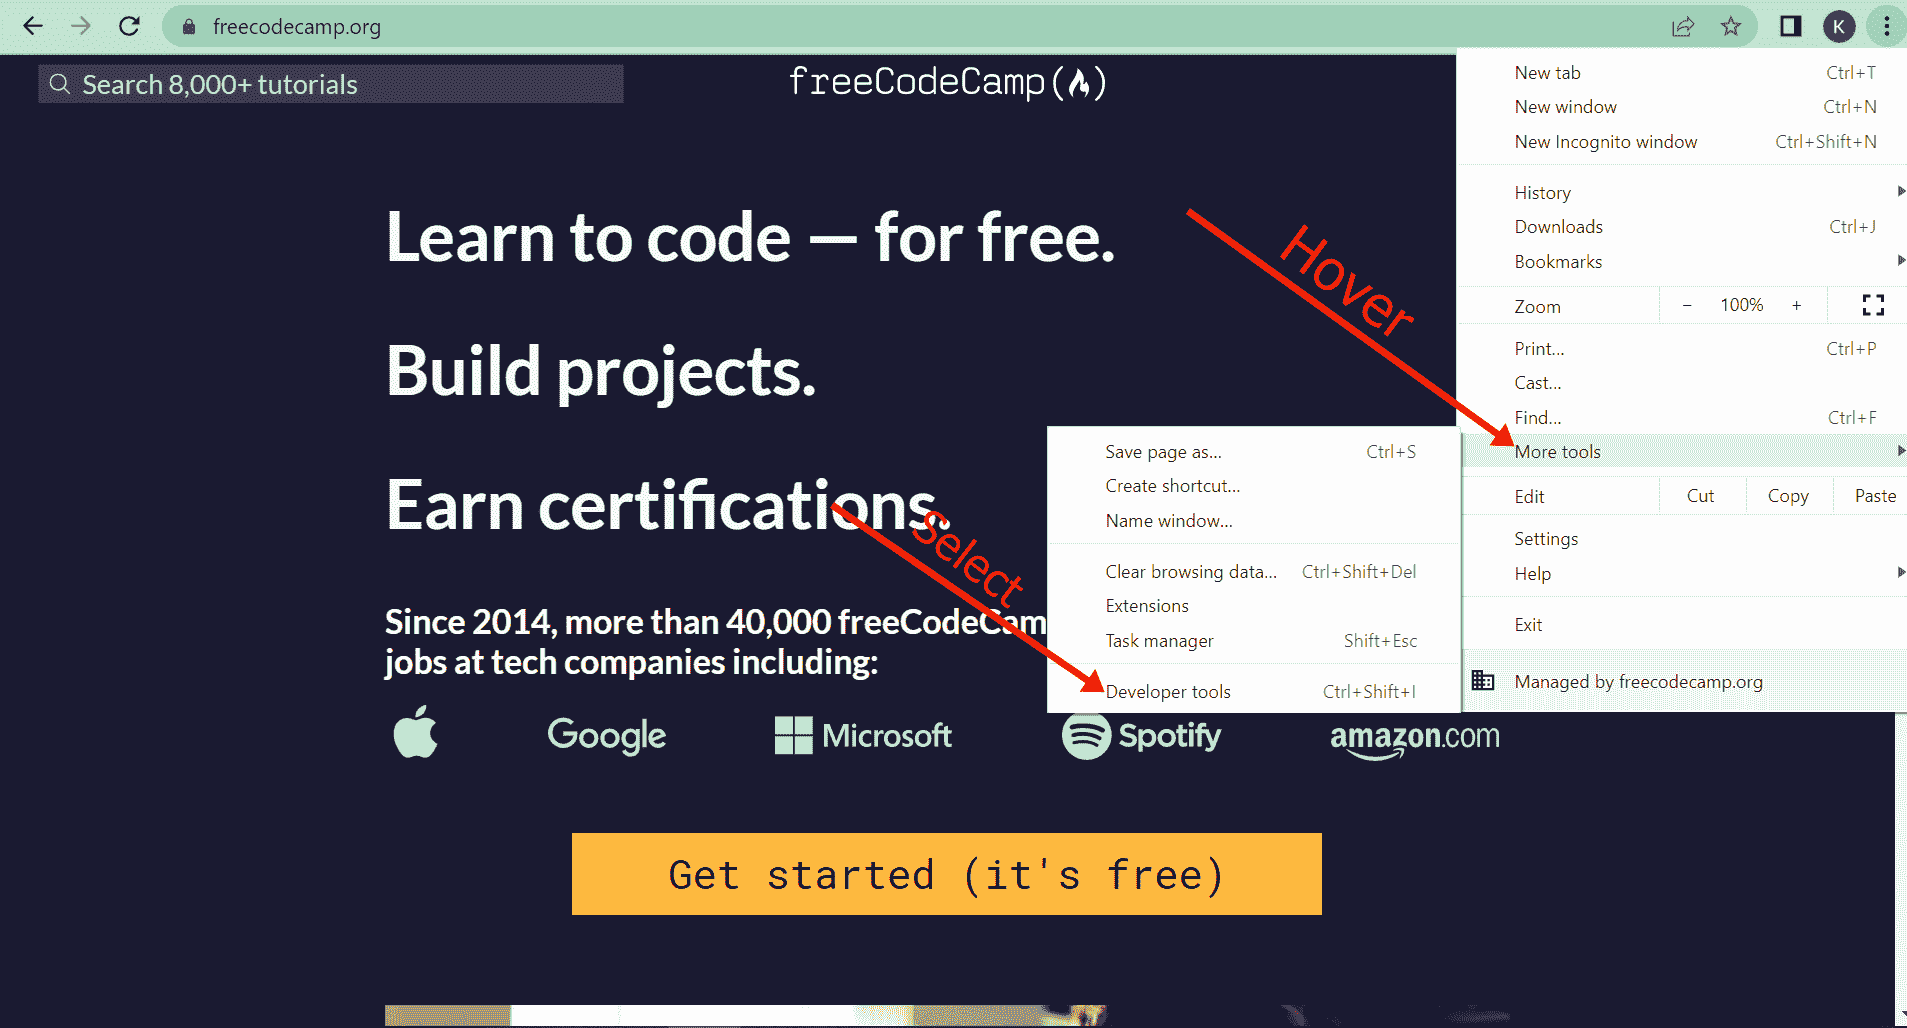 freecodecamp.org
K
Search 8,000+ tutorials
freeCodeCamp
Learn to code — for free.
Build projects.
Earn certifications.
Since 2014, more than 40,000 freeCodeCam
jobs at tech companies including:
Google
Microsoft
Spotify
amazon.com
Get started (it's free)
Hover
Select
New tab Ctrl+T
New window Ctrl+N
New Incognito window Ctrl+Shift+N
History
Downloads Ctrl+J
Bookmarks
Zoom − 100% +
Print... Ctrl+P
Cast...
Find... Ctrl+F
More tools
Edit Cut Copy Paste
Settings
Help
Exit
Managed by freecodecamp.org
Save page as... Ctrl+S
Create shortcut...
Name window...
Clear browsing data... Ctrl+Shift+Del
Extensions
Task manager Shift+Esc
Developer tools Ctrl+Shift+I